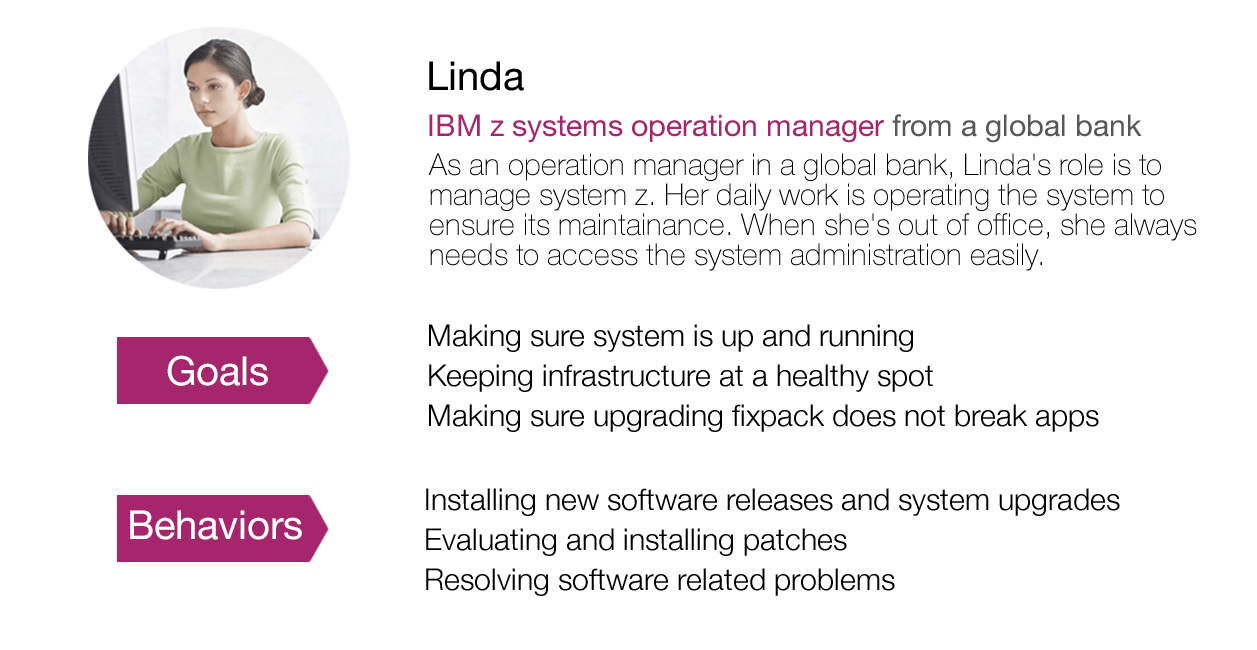 Linda
IBM z systems operation manager from a global bank
As an operation manager in a global bank, Linda's role is to
manage system z. Her daily work is operating the system to
ensure its maintainance. When she's out of office, she always
needs to access the system administration easily.
Goals
Making sure system is up and running
Keeping infrastructure at a healthy spot
Making sure upgrading fixpack does not break apps
Behaviors
Installing new software releases and system upgrades
Evaluating and installing patches
Resolving software related problems